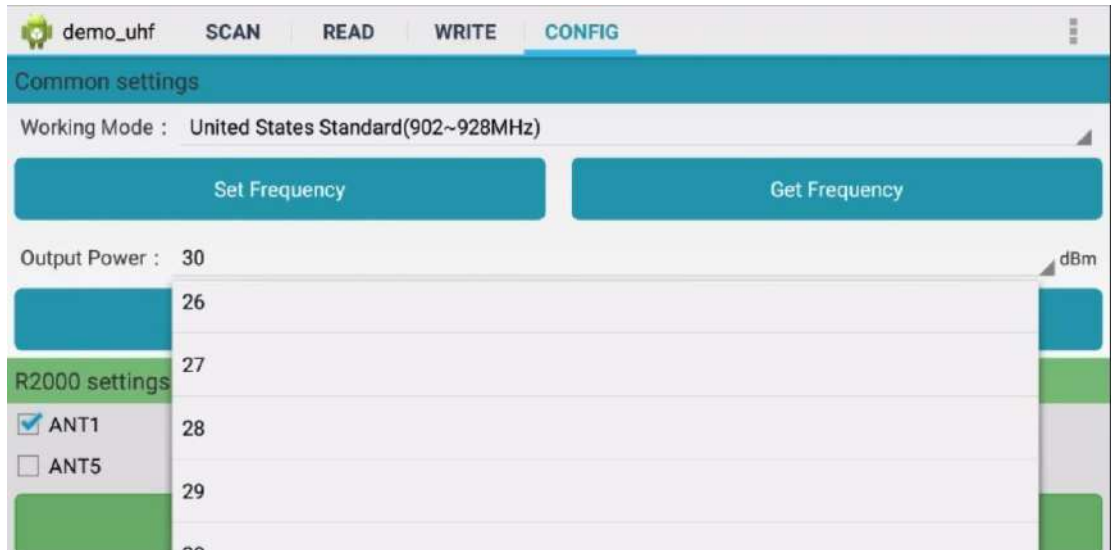 demo_uhf SCAN READ WRITE CONFIG
Common settings
Working Mode : United States Standard(902~928MHz)
Set Frequency Get Frequency
Output Power : 30 dBm
26
27
R2000 settings
ANT1
28
ANT5
29